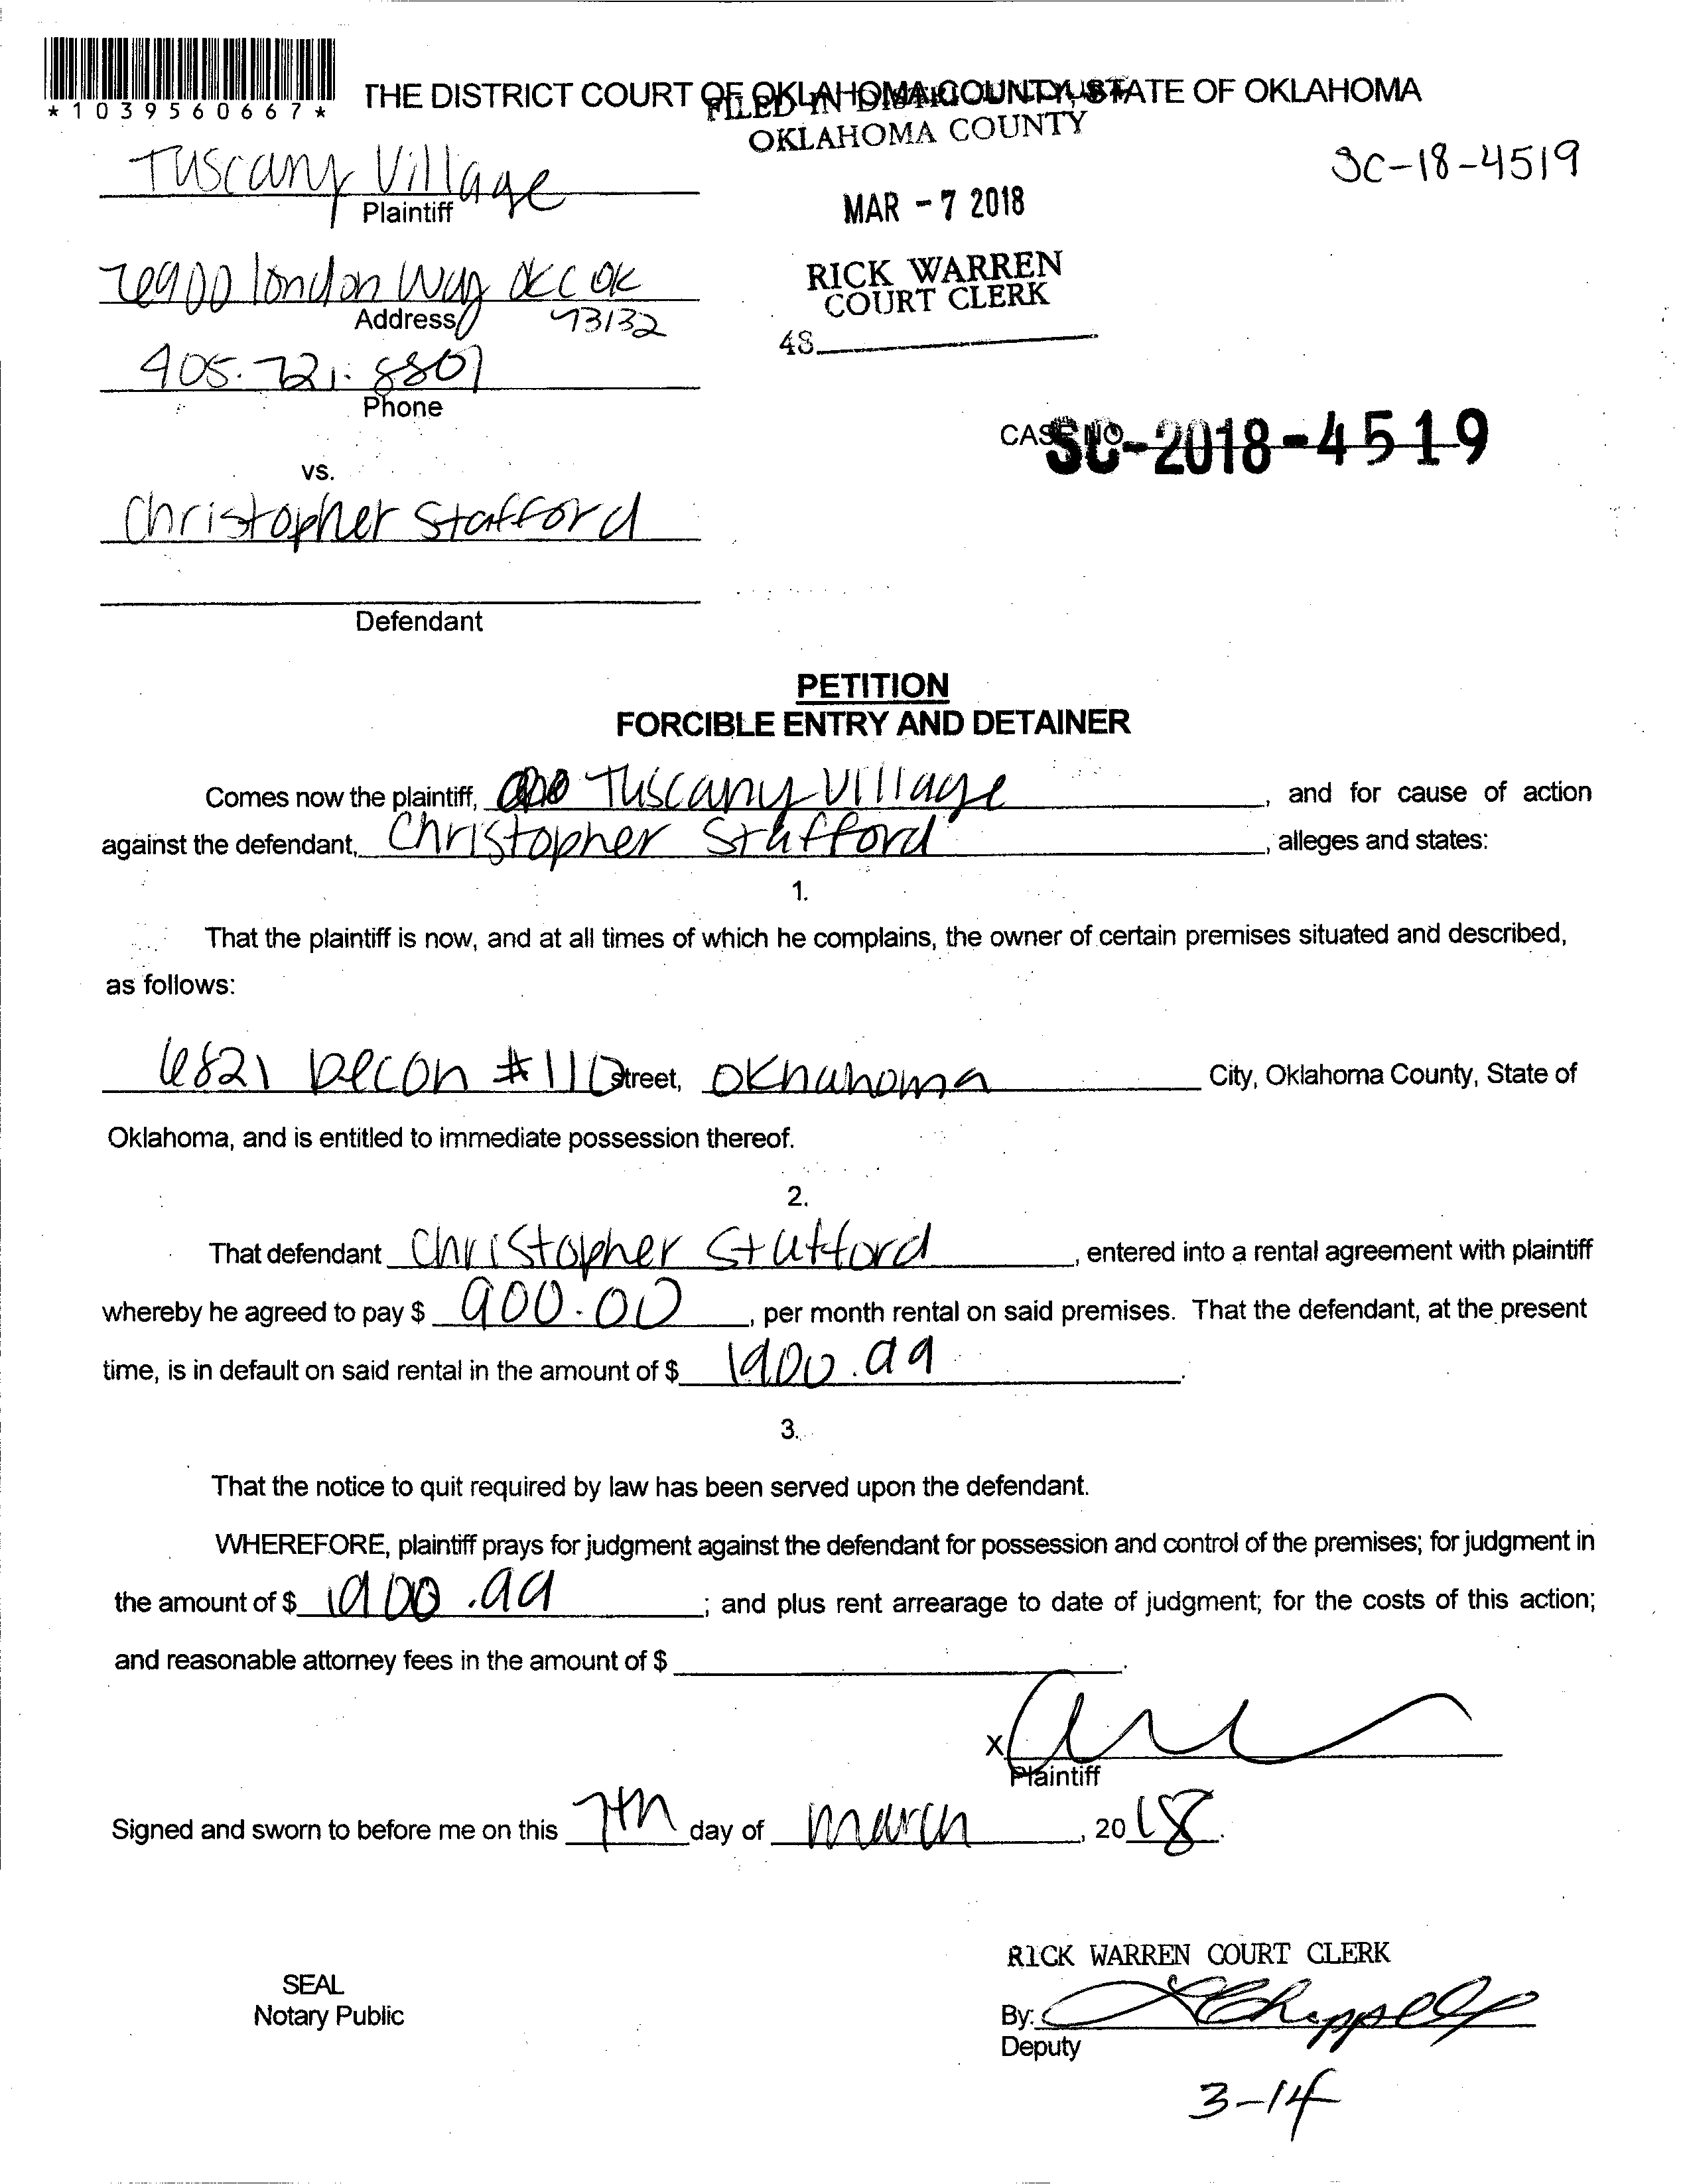 *1039560667*
THE DISTRICT COURT OF OKLAHOMA COUNTY, STATE OF OKLAHOMA
FILED IN DISTRICT COURT
OKLAHOMA COUNTY
Tuscany Village
Plaintiff
SC-18-4519
MAR - 7 2018
London Way OKC OK
Address
73132
RICK WARREN
COURT CLERK
48
405.721.8807
Phone
CASE NO. SC-2018-4519
vs.
Christopher Stafford
Defendant
PETITION
FORCIBLE ENTRY AND DETAINER
Comes now the plaintiff, Tuscany Village, and for cause of action
against the defendant, Christopher Stafford, alleges and states:
1.
That the plaintiff is now, and at all times of which he complains, the owner of certain premises situated and described,
as follows:
6821 #110 Street, City, Oklahoma County, State of
Oklahoma, and is entitled to immediate possession thereof.
2.
That defendant Christopher Stafford, entered into a rental agreement with plaintiff
whereby he agreed to pay $ 900.00, per month rental on said premises. That the defendant, at the present
time, is in default on said rental in the amount of $ 1900.99.
3.
That the notice to quit required by law has been served upon the defendant.
WHEREFORE, plaintiff prays for judgment against the defendant for possession and control of the premises; for judgment in
the amount of $ 1900.99; and plus rent arrearage to date of judgment; for the costs of this action;
and reasonable attorney fees in the amount of $
X
Plaintiff
Signed and sworn to before me on this 7th day of march, 2018.
RICK WARREN COURT CLERK
SEAL
Notary Public
By:
Deputy
3-14